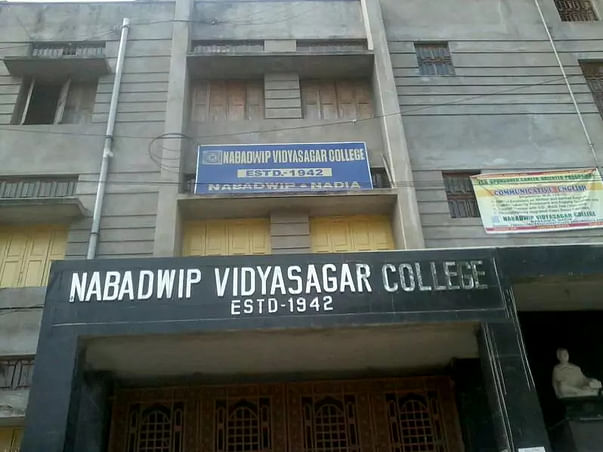 NABADWIP VIDYASAGAR COLLEGE
ESTD.-1942
NABADWIP * NADIA
COMMUNICATIVE ENGLISH
NABADWIP VIDYASAGAR COLLEGE
NABADWIP VIDYASAGAR COLLEGE
ESTD-1942